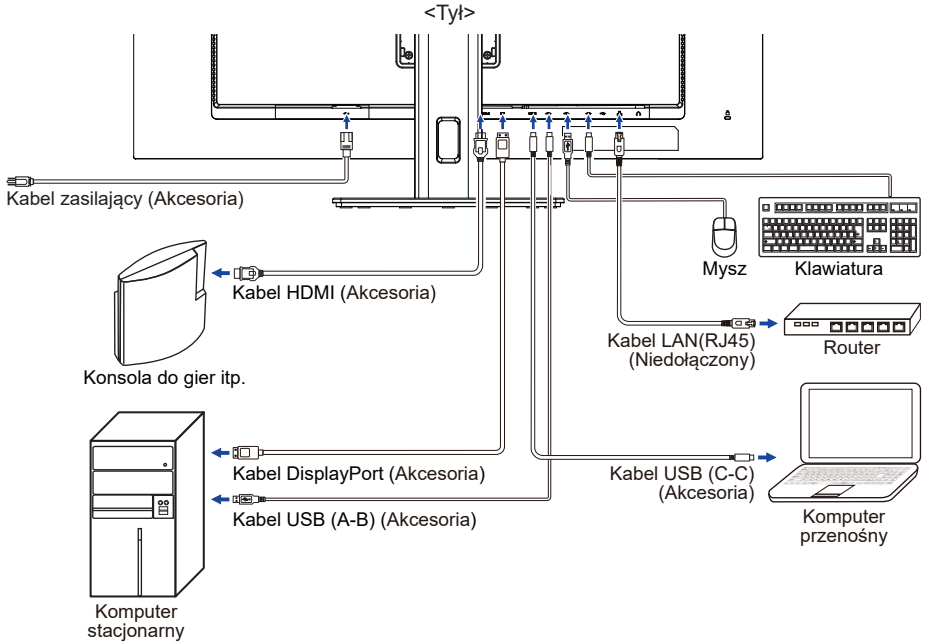 <Tył>
Kabel zasilający (Akcesoria)
Mysz
Klawiatura
Kabel HDMI (Akcesoria)
Kabel LAN(RJ45)
(Niedołączony)
Router
Konsola do gier itp.
Kabel DisplayPort (Akcesoria)
Kabel USB (C-C)
(Akcesoria)
Kabel USB (A-B) (Akcesoria)
Komputer
przenośny
Komputer
stacjonarny